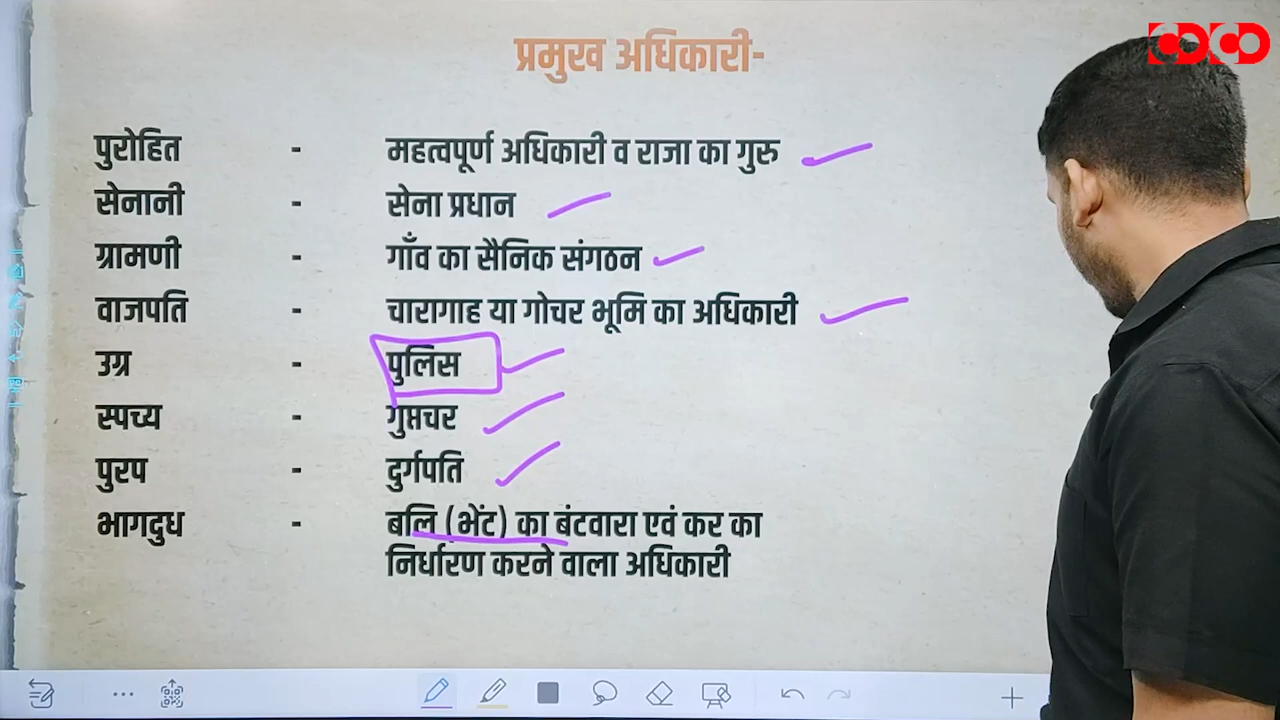 प्रमुख अधिकारी-
पुरोहित - महत्वपूर्ण अधिकारी व राजा का गुरु
सेनानी - सेना प्रधान
ग्रामणी - गाँव का सैनिक संगठन
वाजपति - चारागाह या गोचर भूमि का अधिकारी
उग्र - पुलिस
स्पच्य - गुप्तचर
पुरप - दुर्गपति
भागदुध - बलि (भेंट) का बंटवारा एवं कर का
निर्धारण करने वाला अधिकारी